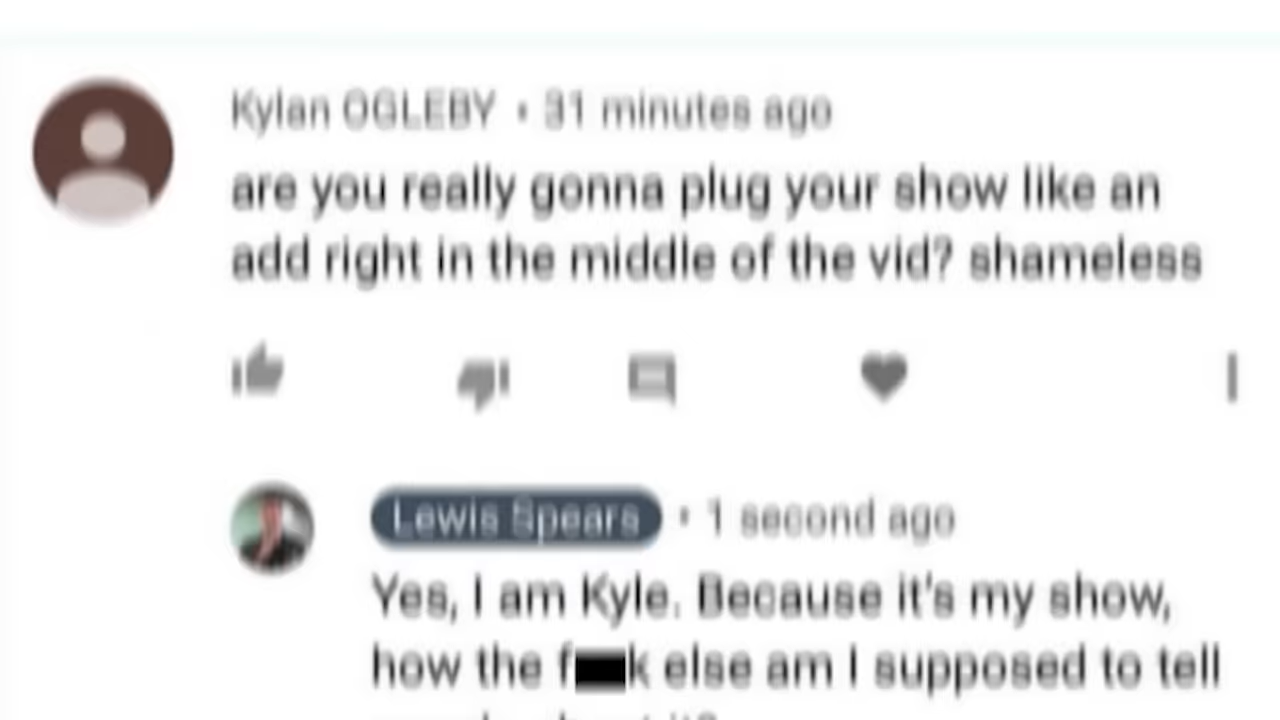 Kylan OGLEBY • 31 minutes ago
are you really gonna plug your show like an
add right in the middle of the vid? shameless
Lewis Spears • 1 second ago
Yes, I am Kyle. Because it's my show,
how the f██k else am I supposed to tell